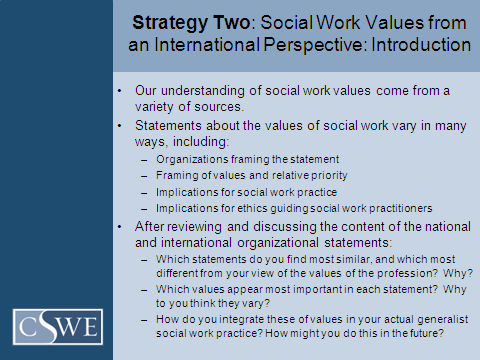 Strategy Two: Social Work Values from
an International Perspective: Introduction
• Our understanding of social work values come from a
variety of sources.
• Statements about the values of social work vary in many
ways, including:
– Organizations framing the statement
– Framing of values and relative priority
– Implications for social work practice
– Implications for ethics guiding social work practitioners
• After reviewing and discussing the content of the national
and international organizational statements:
– Which statements do you find most similar, and which most
different from your view of the values of the profession? Why?
– Which values appear most important in each statement? Why
to you think they vary?
– How do you integrate these of values in your actual generalist
social work practice? How might you do this in the future?
CSWE